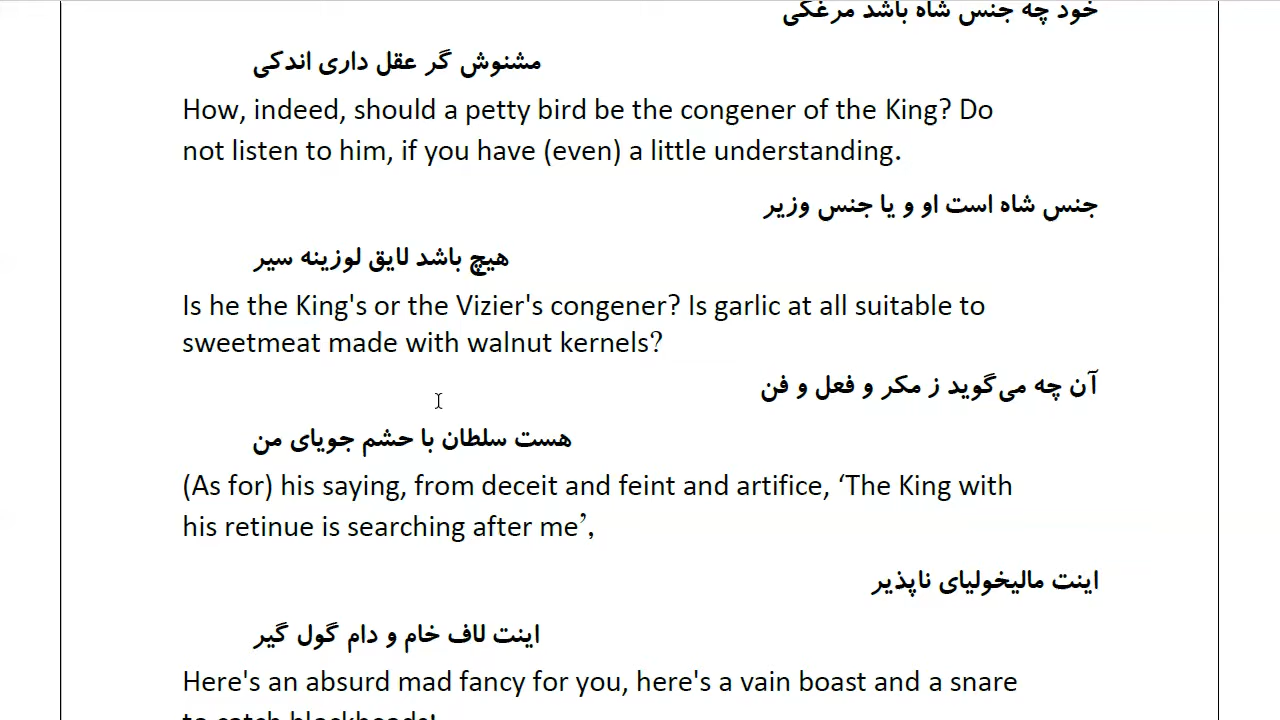 خود چه جنس شاه باشد مرغکی
مشنوش گر عقل داری اندکی
How, indeed, should a petty bird be the congener of the King? Do
not listen to him, if you have (even) a little understanding.
جنس شاه است او و یا جنس وزیر
هیچ باشد لایق لوزینه سیر
Is he the King's or the Vizier's congener? Is garlic at all suitable to
sweetmeat made with walnut kernels?
آن چه می‌گوید ز مکر و فعل و فن
هست سلطان با حشم جویای من
(As for) his saying, from deceit and feint and artifice, ‘The King with
his retinue is searching after me’,
اینت مالیخولیای ناپذیر
اینت لاف خام و دام گول گیر
Here's an absurd mad fancy for you, here's a vain boast and a snare
to catch blockheads!